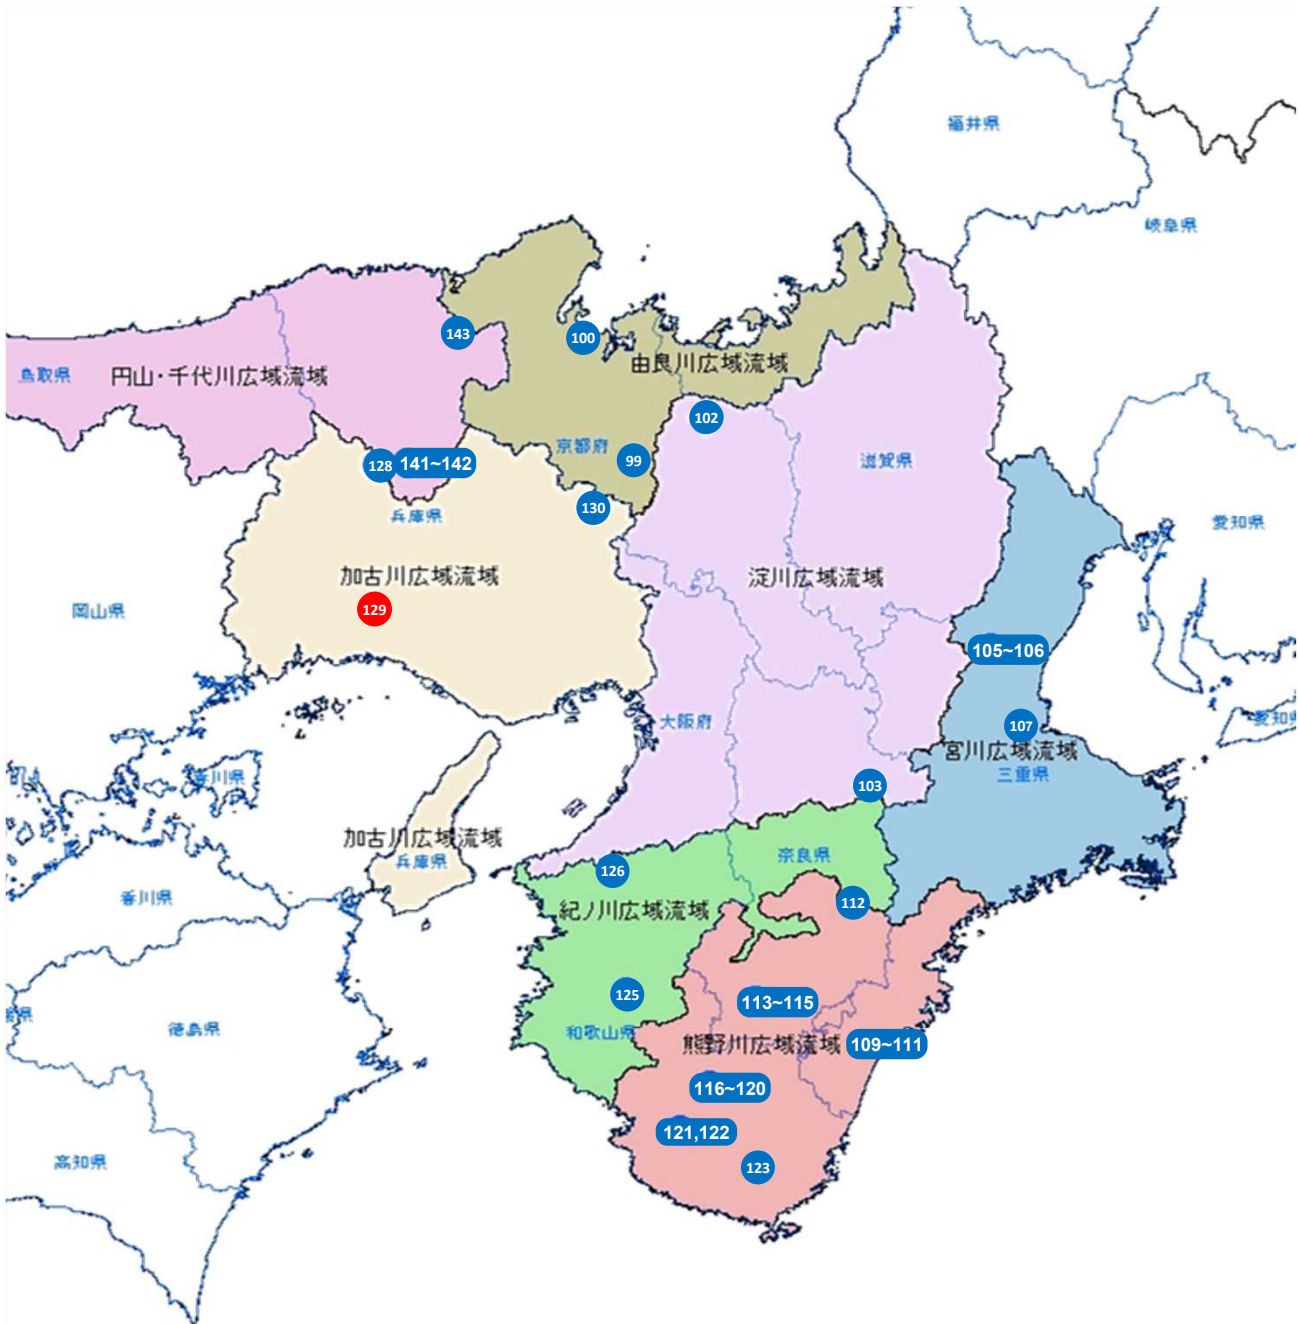 福井県
岐阜県
143
100
由良川広域流域
鳥取県
円山・千代川広域流域
102
京都府
99
滋賀県
128
141~142
130
兵庫県
愛知県
加古川広域流域
淀川広域流域
129
岡山県
105~106
大阪府
107
愛知県
宮川広域流域
三重県
香川県
103
加古川広域流域
兵庫県
奈良県
126
香川県
112
紀ノ川広域流域
125
113~115
徳島県
和歌山県
熊野川広域流域
109~111
116~120
121,122
高知県
123